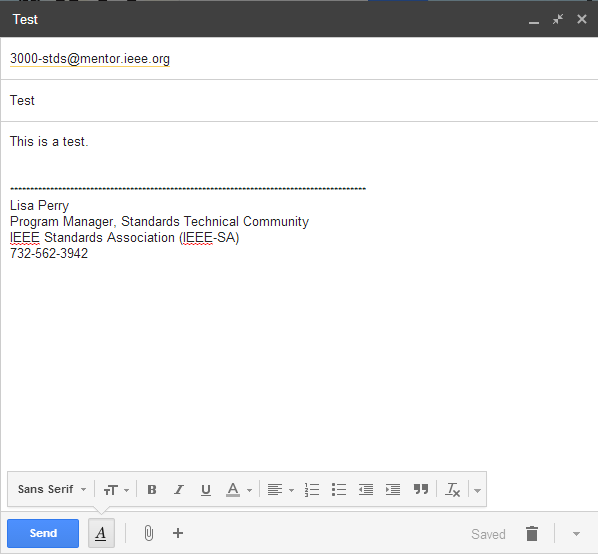 Test
3000-stds@mentor.ieee.org
Test
This is a test.
-----------------------------------------------------------------------------------------
Lisa Perry
Program Manager, Standards Technical Community
IEEE Standards Association (IEEE-SA)
732-562-3942
Sans Serif
Send
Saved